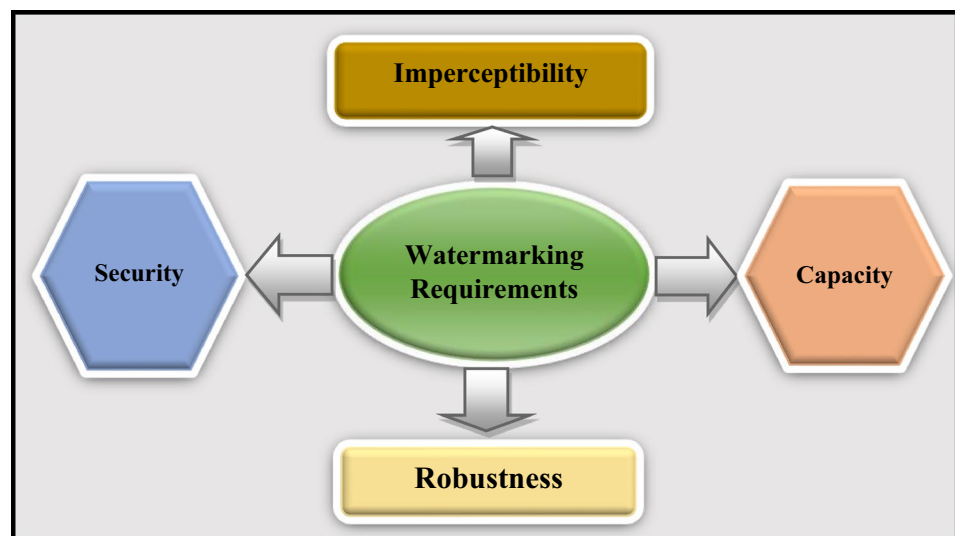 Imperceptibility
Security
Watermarking
Requirements
Capacity
Robustness